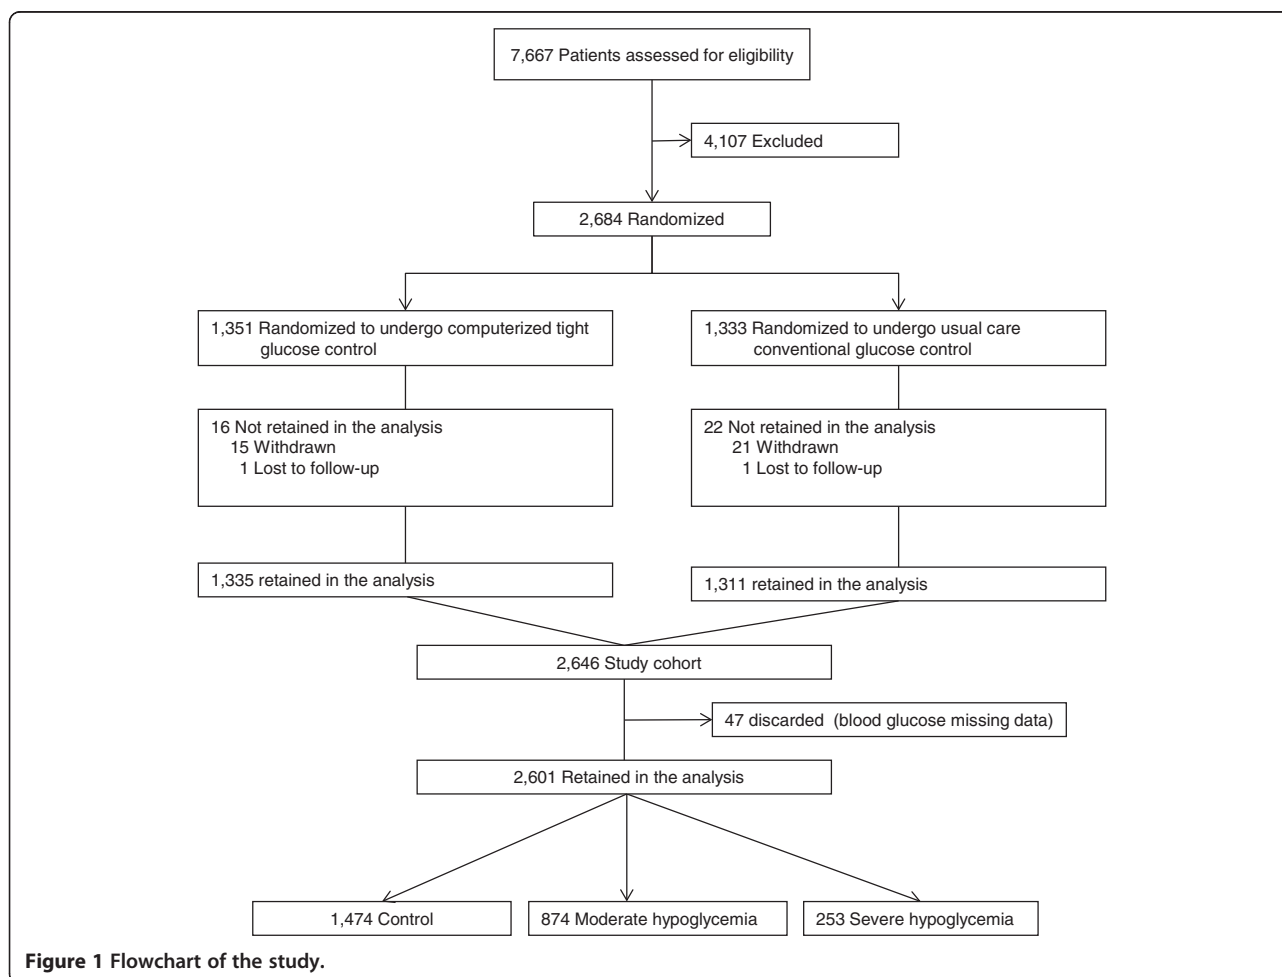 7,667 Patients assessed for eligibility
4,107 Excluded
2,684 Randomized
1,351 Randomized to undergo computerized tight
glucose control
1,333 Randomized to undergo usual care
conventional glucose control
16 Not retained in the analysis
15 Withdrawn
1 Lost to follow-up
22 Not retained in the analysis
21 Withdrawn
1 Lost to follow-up
1,335 retained in the analysis
1,311 retained in the analysis
2,646 Study cohort
47 discarded (blood glucose missing data)
2,601 Retained in the analysis
1,474 Control
874 Moderate hypoglycemia
253 Severe hypoglycemia
Figure 1 Flowchart of the study.